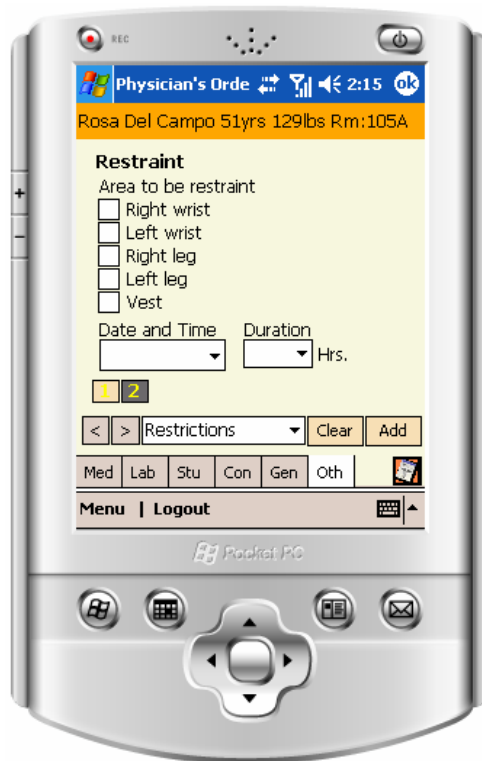 REC
Physician's Orde 2:15 ok
Rosa Del Campo 51yrs 129lbs Rm:105A
Restraint
Area to be restraint
Right wrist
Left wrist
Right leg
Left leg
Vest
Date and Time Duration
Hrs.
1 2
< > Restrictions Clear Add
Med Lab Stu Con Gen Oth
Menu | Logout
Pocket PC
+
-